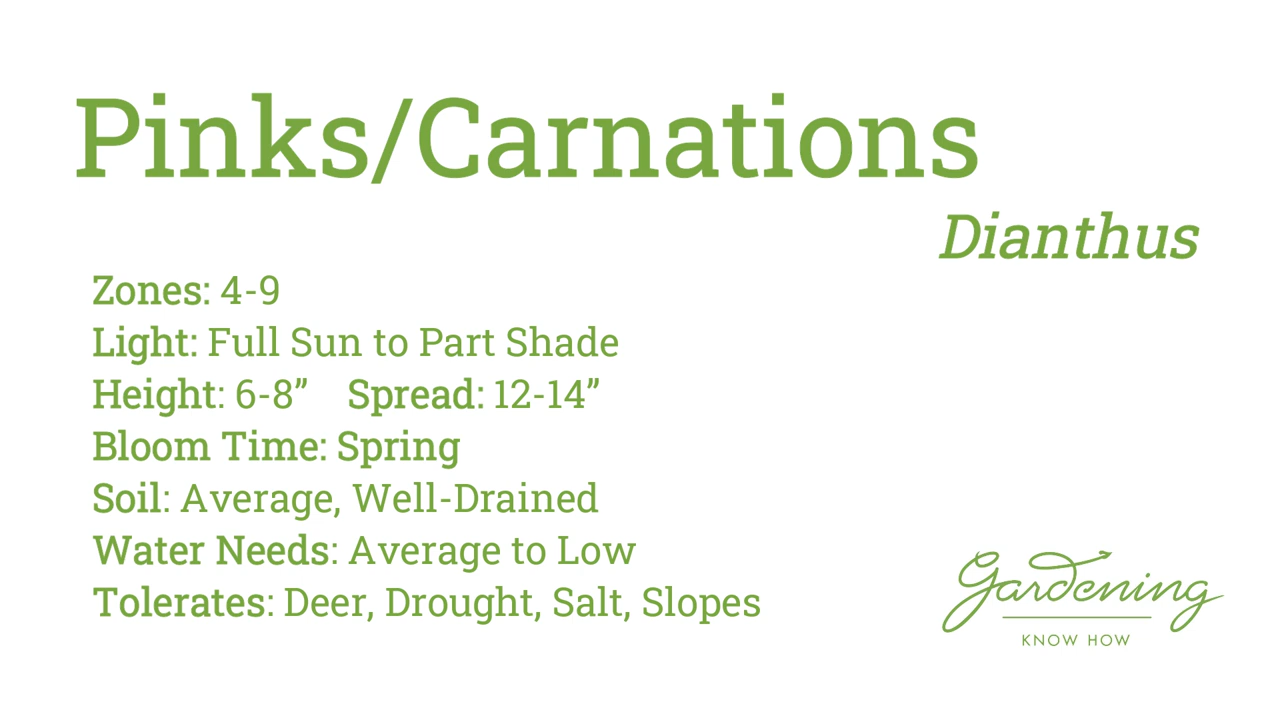 Pinks/Carnations
Dianthus
Zones: 4-9
Light: Full Sun to Part Shade
Height: 6-8” Spread: 12-14”
Bloom Time: Spring
Soil: Average, Well-Drained
Water Needs: Average to Low
Tolerates: Deer, Drought, Salt, Slopes
Gardening
KNOW HOW